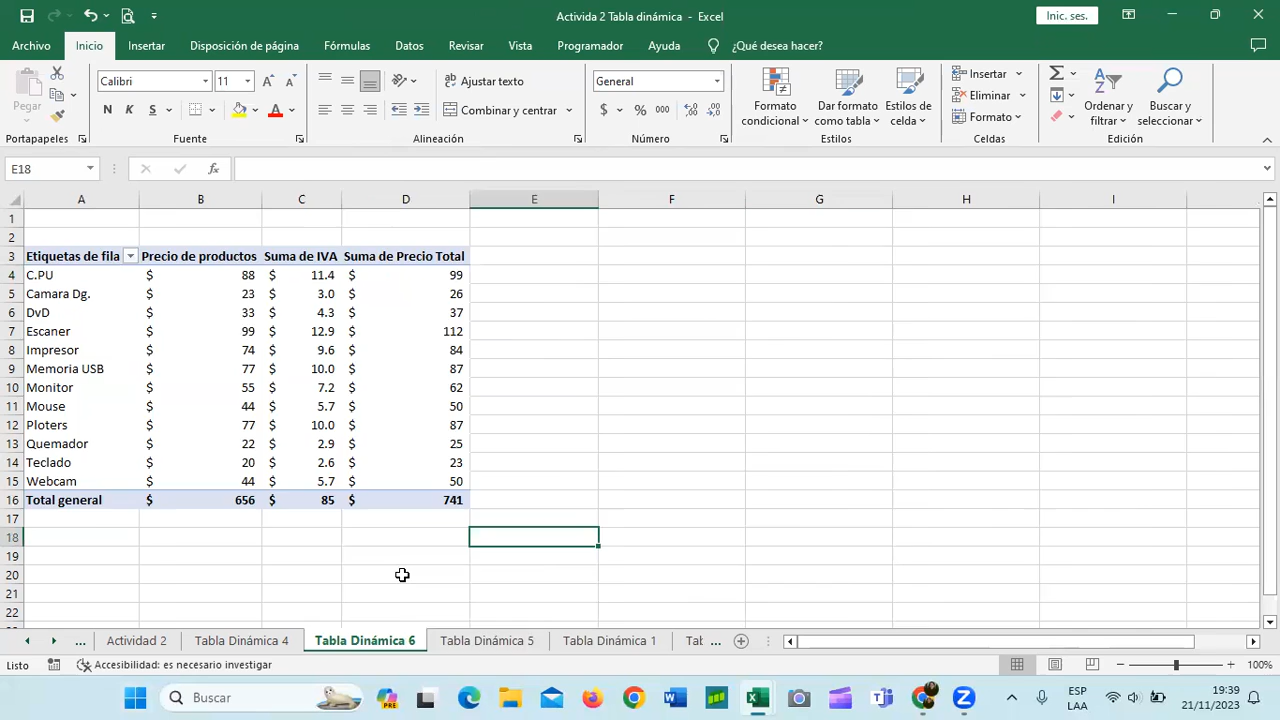 Activida 2 Tabla dinámica - Excel
Inic. ses.
Archivo Inicio Insertar Disposición de página Fórmulas Datos Revisar Vista Programador Ayuda ¿Qué desea hacer?
Pegar
Calibri 11
N K S
Ajustar texto
Combinar y centrar
General
$ % 000
Formato condicional
Dar formato como tabla
Estilos de celda
Insertar
Eliminar
Formato
Ordenar y filtrar
Buscar y seleccionar
Portapapeles Fuente Alineación Número Estilos Celdas Edición
E18 fx
A B C D E F G H I
1
2
3 Etiquetas de fila Precio de productos Suma de IVA Suma de Precio Total
4 C.PU $ 88 $ 11.4 $ 99
5 Camara Dg. $ 23 $ 3.0 $ 26
6 DvD $ 33 $ 4.3 $ 37
7 Escaner $ 99 $ 12.9 $ 112
8 Impresor $ 74 $ 9.6 $ 84
9 Memoria USB $ 77 $ 10.0 $ 87
10 Monitor $ 55 $ 7.2 $ 62
11 Mouse $ 44 $ 5.7 $ 50
12 Ploters $ 77 $ 10.0 $ 87
13 Quemador $ 22 $ 2.9 $ 25
14 Teclado $ 20 $ 2.6 $ 23
15 Webcam $ 44 $ 5.7 $ 50
16 Total general $ 656 $ 85 $ 741
17
18
19
20
21
22
... Actividad 2 Tabla Dinámica 4 Tabla Dinámica 6 Tabla Dinámica 5 Tabla Dinámica 1 Tat ...
Listo Accesibilidad: es necesario investigar 100%
Buscar
ESP
LAA
19:39
21/11/2023